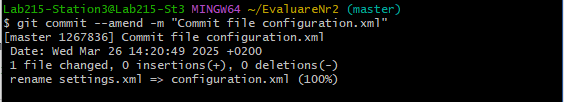 Lab215-Station3@Lab215-St3 MINGW64 ~/EvaluareNr2 (master)
$ git commit --amend -m "Commit file configuration.xml"
[master 1267836] Commit file configuration.xml
 Date: Wed Mar 26 14:20:49 2025 +0200
 1 file changed, 0 insertions(+), 0 deletions(-)
 rename settings.xml => configuration.xml (100%)